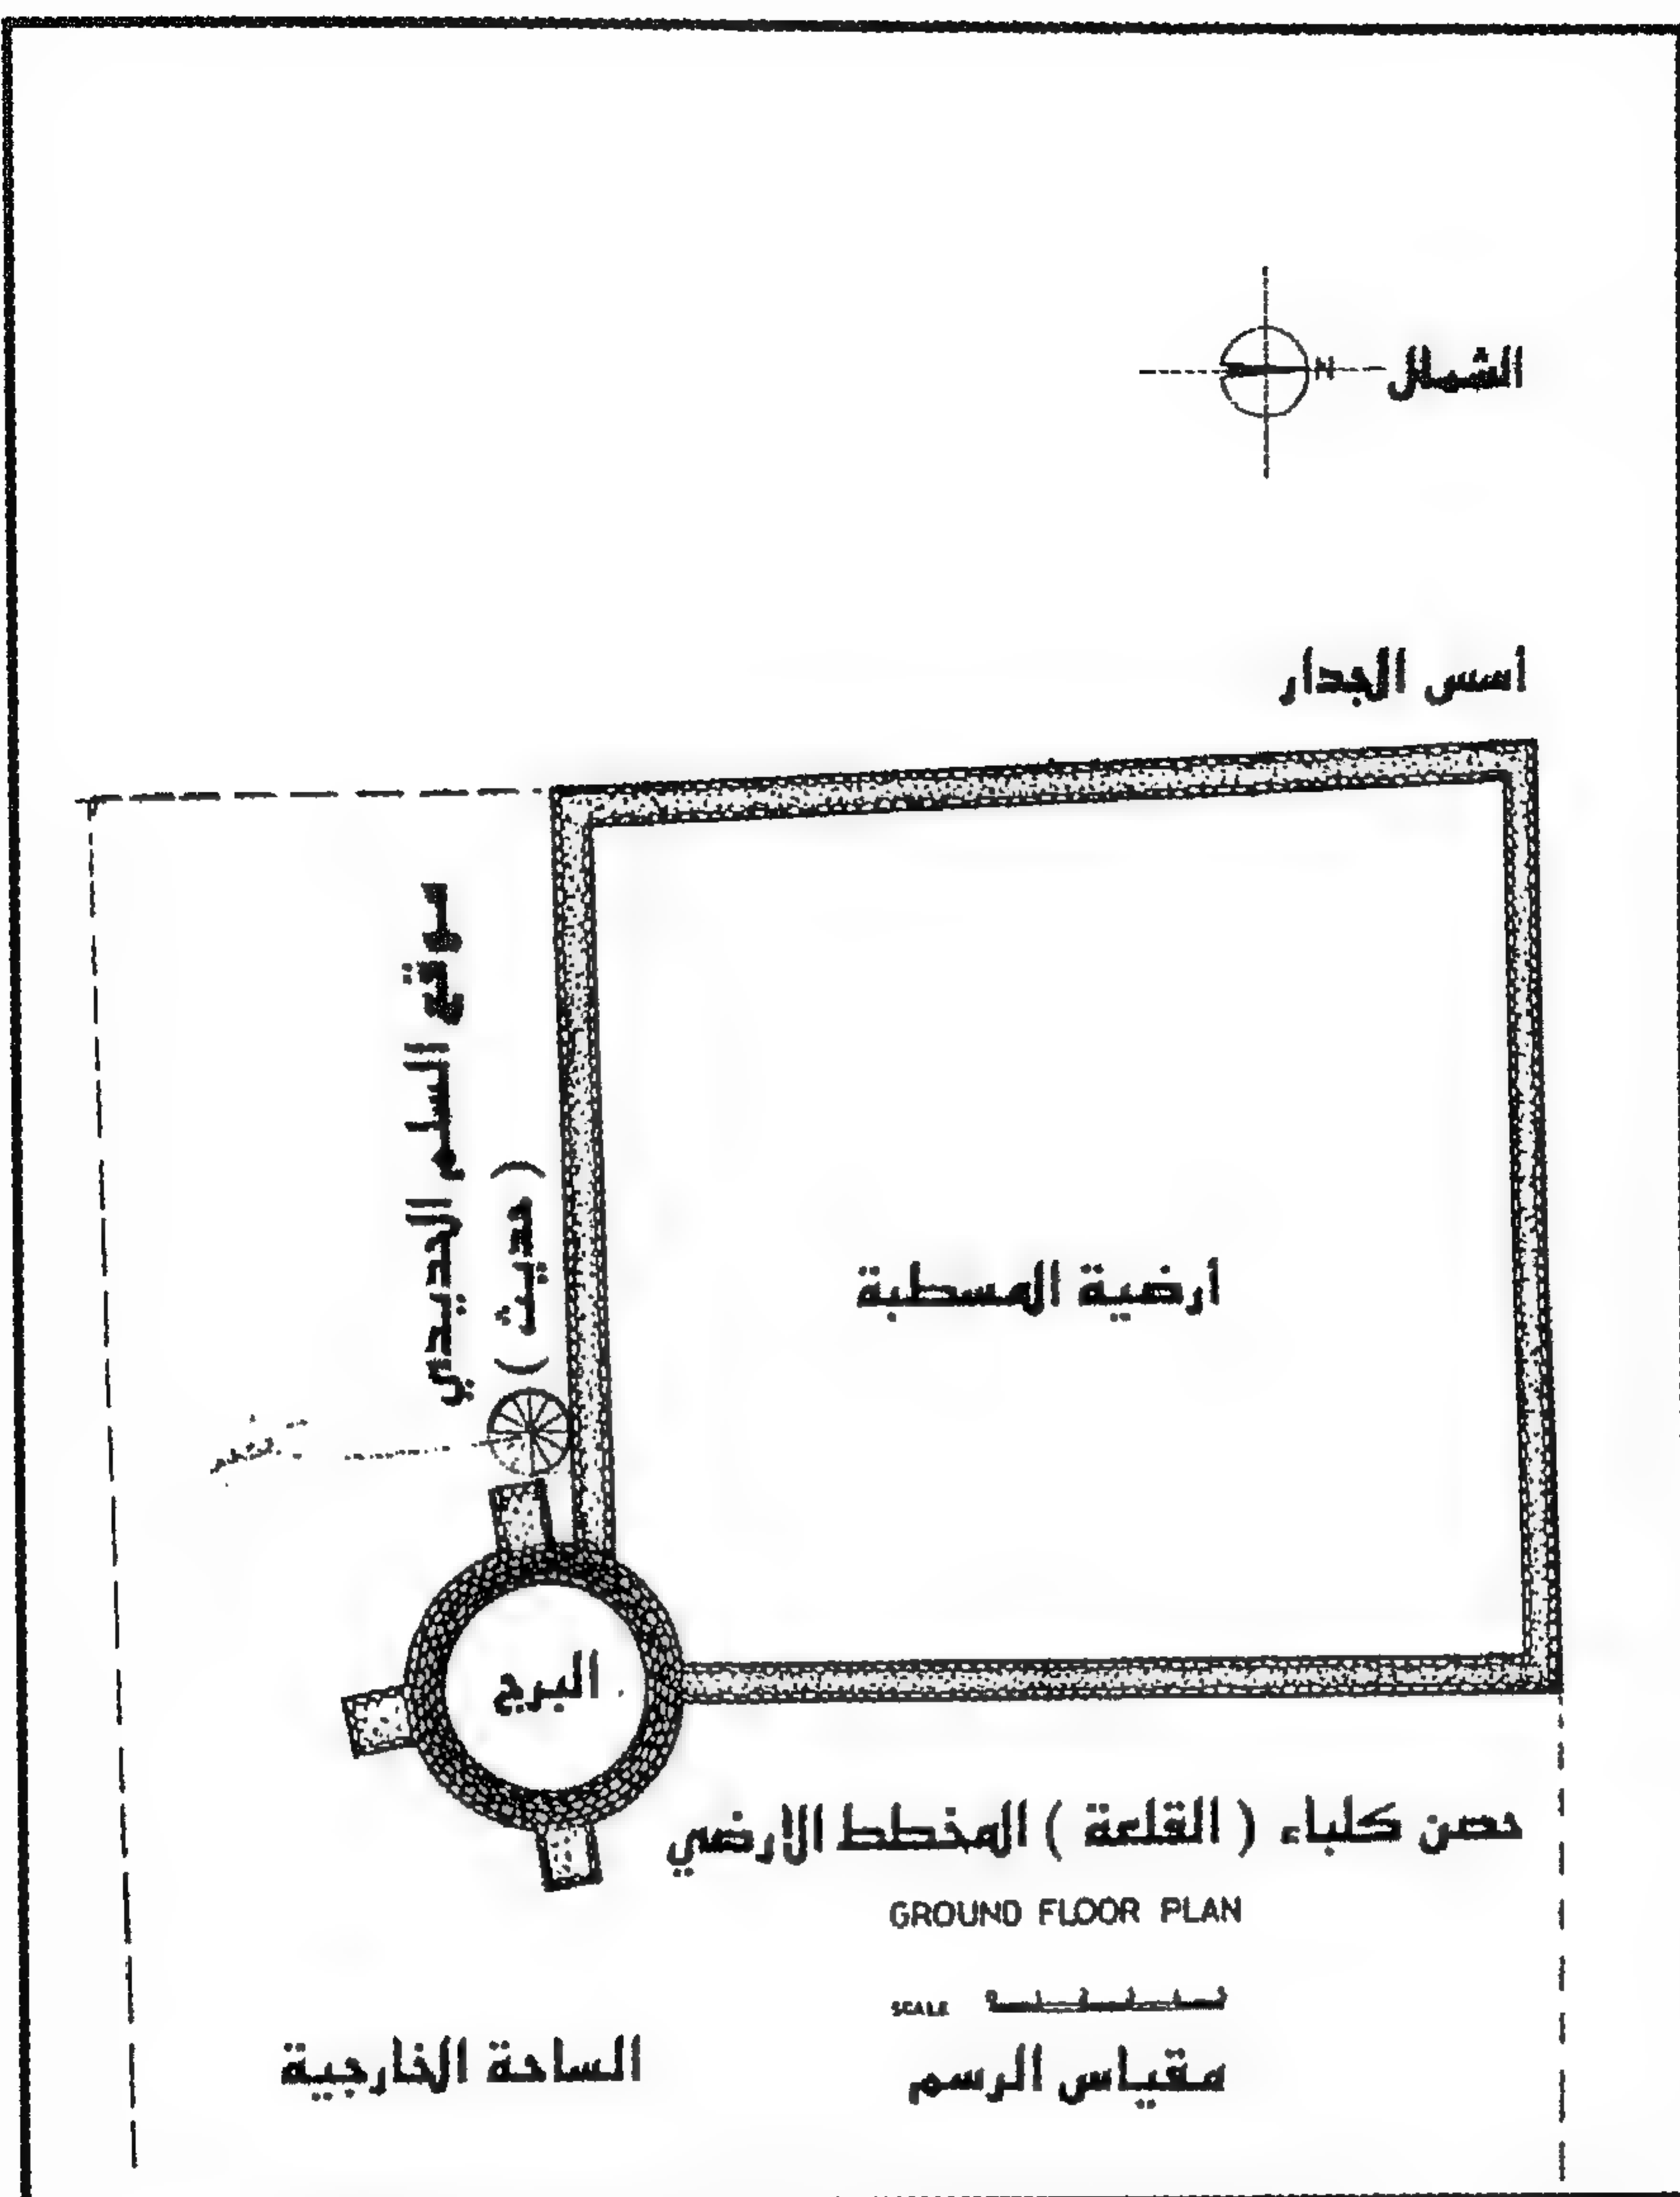 الشمال
N
اسس الجدار
موقع السلم الحديدي
( حديث )
أرضية المسطبة
البرج
حصن كلباء ( القلعة ) المخطط الارضي
GROUND FLOOR PLAN
SCALE
مقياس الرسم
الساحة الخارجية